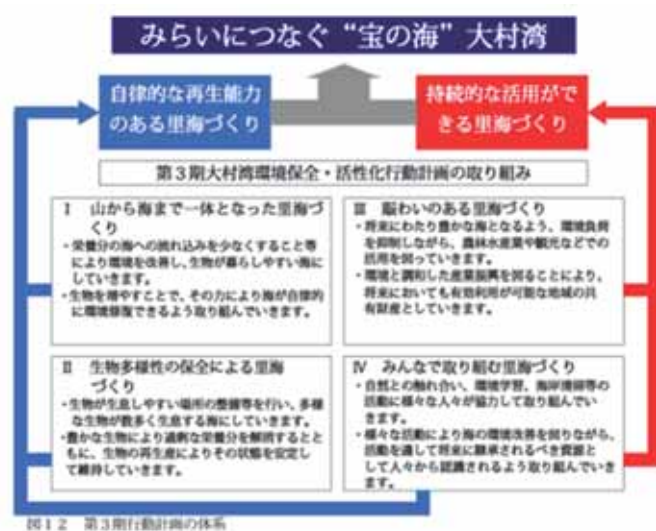 みらいにつなぐ“宝の海”大村湾
自律的な再生能力
のある里海づくり
持続的な活用がで
きる里海づくり
第3期大村湾環境保全・活性化行動計画の取り組み
Ⅰ 山から海まで一体となった里海づ
くり
・栄養分の海への流れ込みを少なくすること等
により環境を改善し、生物が暮らしやすい海に
していきます。
・生物を増やすことで、その力により海が自律的
に環境修復できるよう取り組んでいきます。
Ⅱ 生物多様性の保全による里海
づくり
・生物が生息しやすい場所の整備等を行い、多様
な生物が数多く生息する海にしていきます。
・豊かな生物により過剰な栄養分を解消するとと
もに、生物の再生産によりその状態を安定し
て維持していきます。
Ⅲ 賑わいのある里海づくり
・将来にわたり豊かな海となるよう、環境負荷
を抑制しながら、農林水産業や観光などでの
活用を図っていきます。
・環境と調和した産業振興を図ることにより、
将来においても有効利用が可能な地域の共
有財産としていきます。
Ⅳ みんなで取り組む里海づくり
・自然との触れ合い、環境学習、海岸清掃等の
活動に様々な人々が協力して取り組んでい
きます。
・様々な活動により海の環境改善を図りながら、
活動を通して将来に継承されるべき資源と
して人々から認識されるよう取り組んでいき
ます。
図12 第3期行動計画の体系